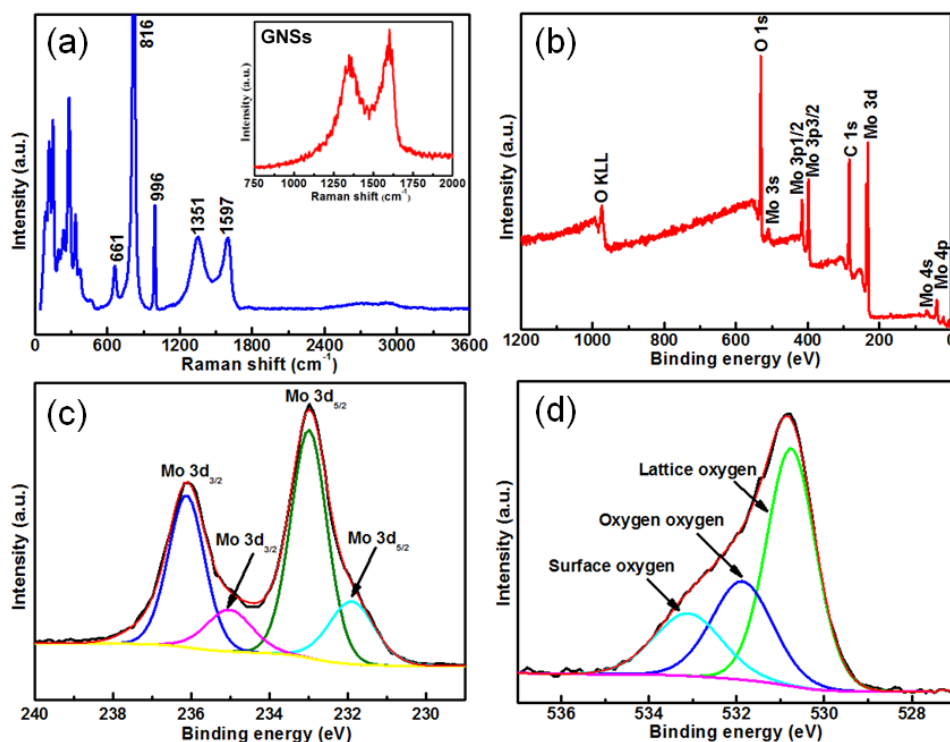 (a)
816
GNSs
Intensity (a.u.)
750 1000 1250 1500 1750 2000
Raman shift (cm⁻¹)
661
996
1351
1597
Intensity (a.u.)
0 600 1200 1800 2400 3000 3600
Raman shift (cm⁻¹)
(b)
O KLL
O 1s
Mo 3s
Mo 3p1/2
Mo 3p3/2
C 1s
Mo 3d
Mo 4s
Mo 4p
Intensity (a.u.)
1200 1000 800 600 400 200 0
Binding energy (eV)
(c)
Mo 3d5/2
Mo 3d3/2
Mo 3d3/2
Mo 3d5/2
Intensity (a.u.)
240 238 236 234 232 230
Binding energy (eV)
(d)
Lattice oxygen
Oxygen oxygen
Surface oxygen
Intensity (a.u.)
536 534 532 530 528
Binding energy (eV)